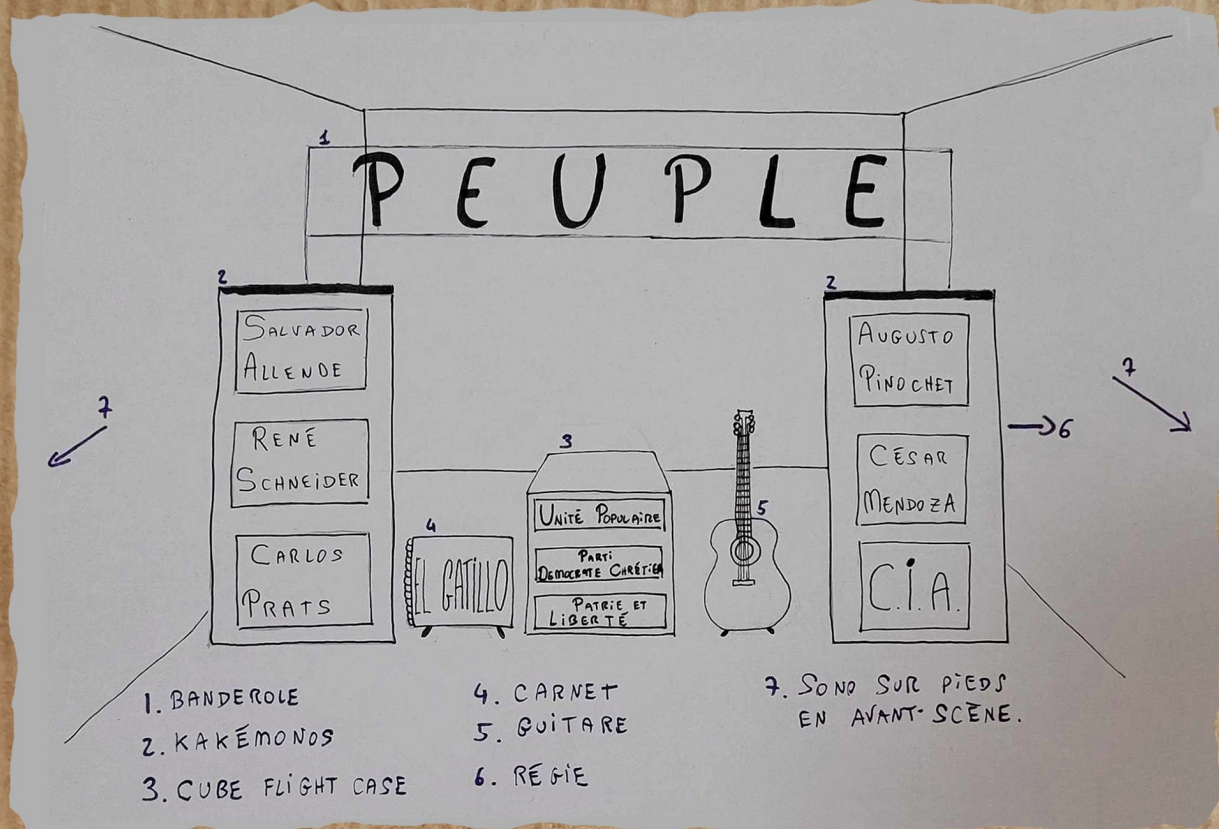 1
P E U P L E
2
SALVADOR
ALLENDE
RENÉ
SCHNEIDER
CARLOS
PRATS
7
4
EL GATILLO
3
UNITÉ POPULAIRE
PARTI
DÉMOCRATE CHRÉTIEN
PATRIE ET
LIBERTÉ
5
2
AUGUSTO
PINOCHET
CÉSAR
MENDOZA
C.I.A.
6
7
1. BANDEROLE
2. KAKÉMONOS
3. CUBE FLIGHT CASE
4. CARNET
5. GUITARE
6. RÉGIE
7. SONO SUR PIEDS
EN AVANT-SCÈNE.